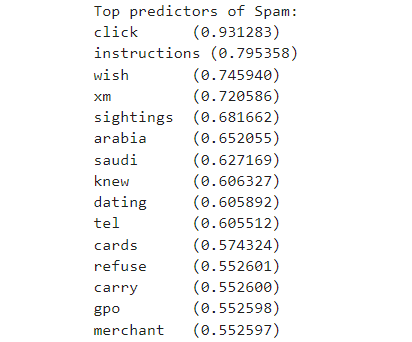 Top predictors of Spam:
click (0.931283)
instructions (0.795358)
wish (0.745940)
xm (0.720586)
sightings (0.681662)
arabia (0.652055)
saudi (0.627169)
knew (0.606327)
dating (0.605892)
tel (0.605512)
cards (0.574324)
refuse (0.552601)
carry (0.552600)
gpo (0.552598)
merchant (0.552597)